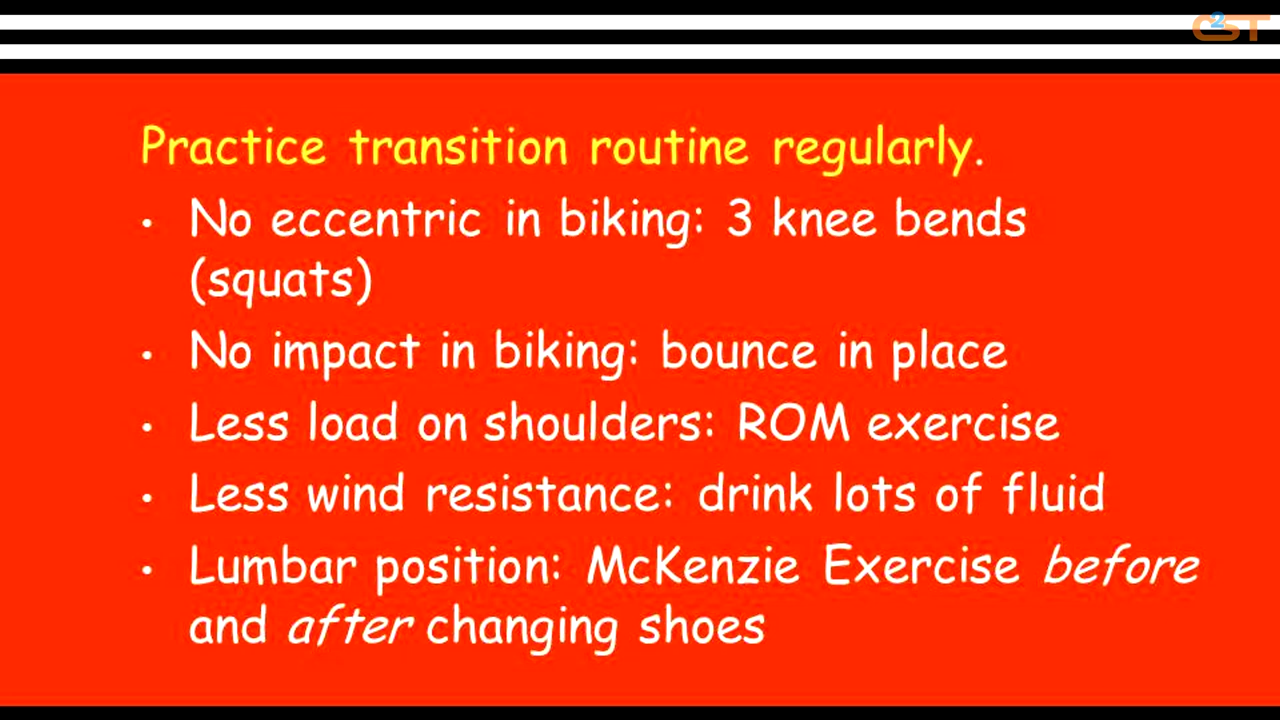 C2ST
Practice transition routine regularly.
• No eccentric in biking: 3 knee bends
(squats)
• No impact in biking: bounce in place
• Less load on shoulders: ROM exercise
• Less wind resistance: drink lots of fluid
• Lumbar position: McKenzie Exercise before
and after changing shoes